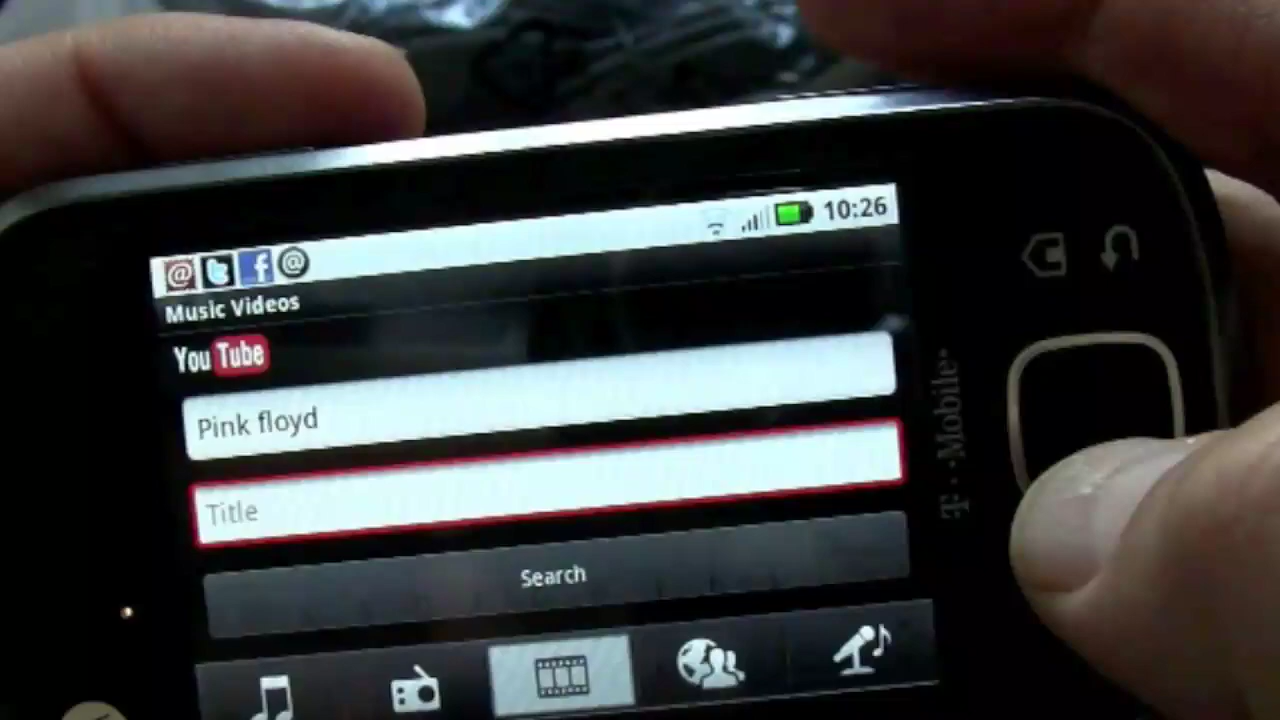 10:26
Music Videos
YouTube
Pink floyd
Title
Search
T··Mobile·